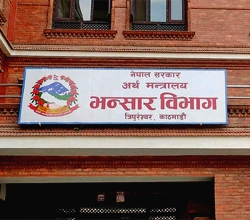 नेपाल सरकार
अर्थ मन्त्रालय
भन्सार विभाग
त्रिपुरेश्वर, काठमाडौं